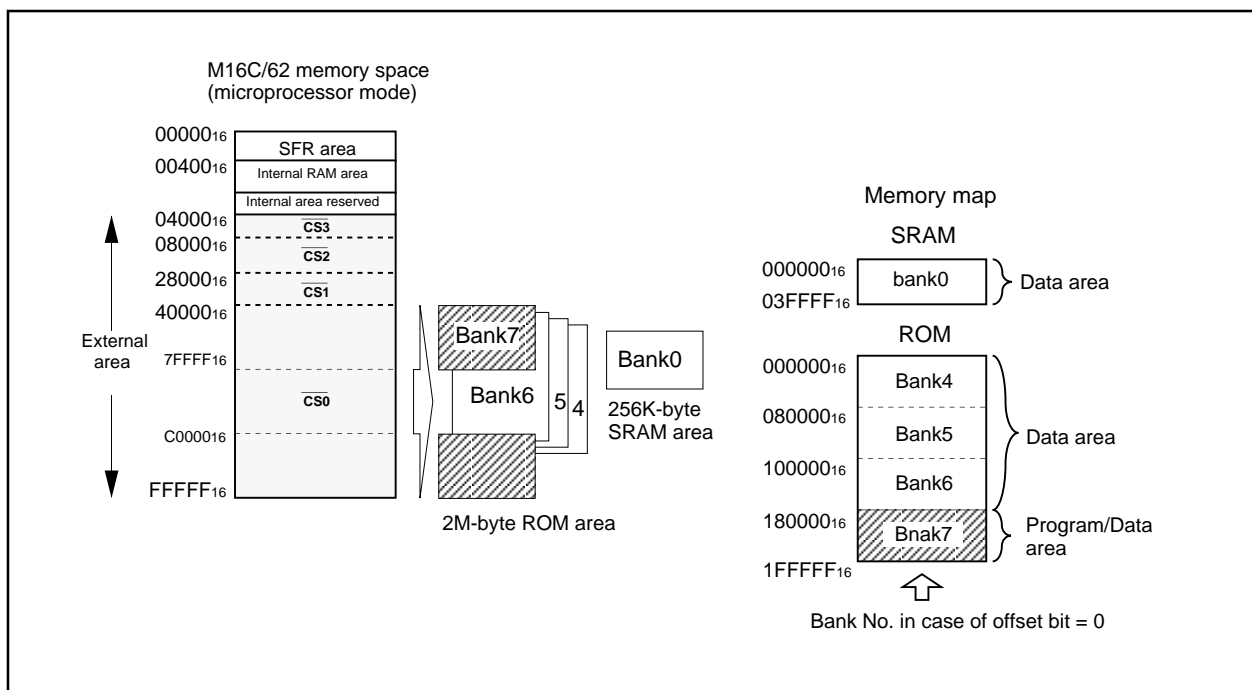 M16C/62 memory space
(microprocessor mode)
0000016
SFR area
0040016
Internal RAM area
Internal area reserved
0400016
CS3
0800016
CS2
2800016
CS1
4000016
External
area
7FFFF16
CS0
C000016
FFFFF16
Bank7
Bank6
5
4
2M-byte ROM area
Bank0
256K-byte
SRAM area
Memory map
SRAM
00000016
bank0
03FFFF16
Data area
ROM
00000016
Bank4
08000016
Bank5
10000016
Bank6
Data area
18000016
Bnak7
1FFFFF16
Program/Data
area
Bank No. in case of offset bit = 0